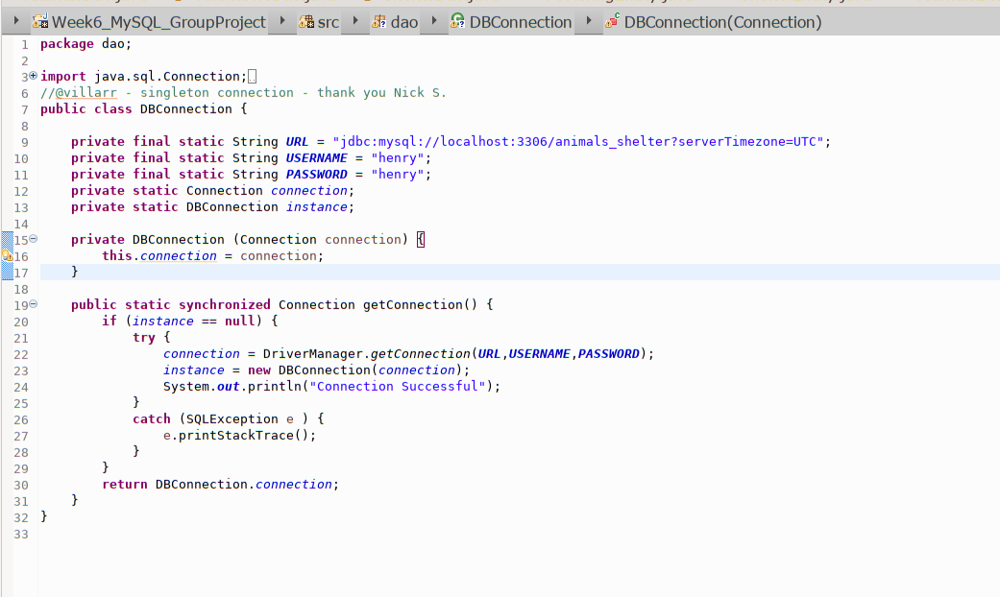 Week6_MySQL_GroupProject src dao DBConnection DBConnection(Connection)
1 package dao;
2
3 import java.sql.Connection;
6 //@villarr - singleton connection - thank you Nick S.
7 public class DBConnection {
8
9 private final static String URL = "jdbc:mysql://localhost:3306/animals_shelter?serverTimezone=UTC";
10 private final static String USERNAME = "henry";
11 private final static String PASSWORD = "henry";
12 private static Connection connection;
13 private static DBConnection instance;
14
15 private DBConnection (Connection connection) {
16 this.connection = connection;
17 }
18
19 public static synchronized Connection getConnection() {
20 if (instance == null) {
21 try {
22 connection = DriverManager.getConnection(URL,USERNAME,PASSWORD);
23 instance = new DBConnection(connection);
24 System.out.println("Connection Successful");
25 }
26 catch (SQLException e ) {
27 e.printStackTrace();
28 }
29 }
30 return DBConnection.connection;
31 }
32 }
33